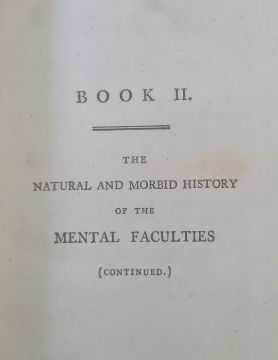 BOOK II.
THE
NATURAL AND MORBID HISTORY
OF THE
MENTAL FACULTIES
(CONTINUED.)